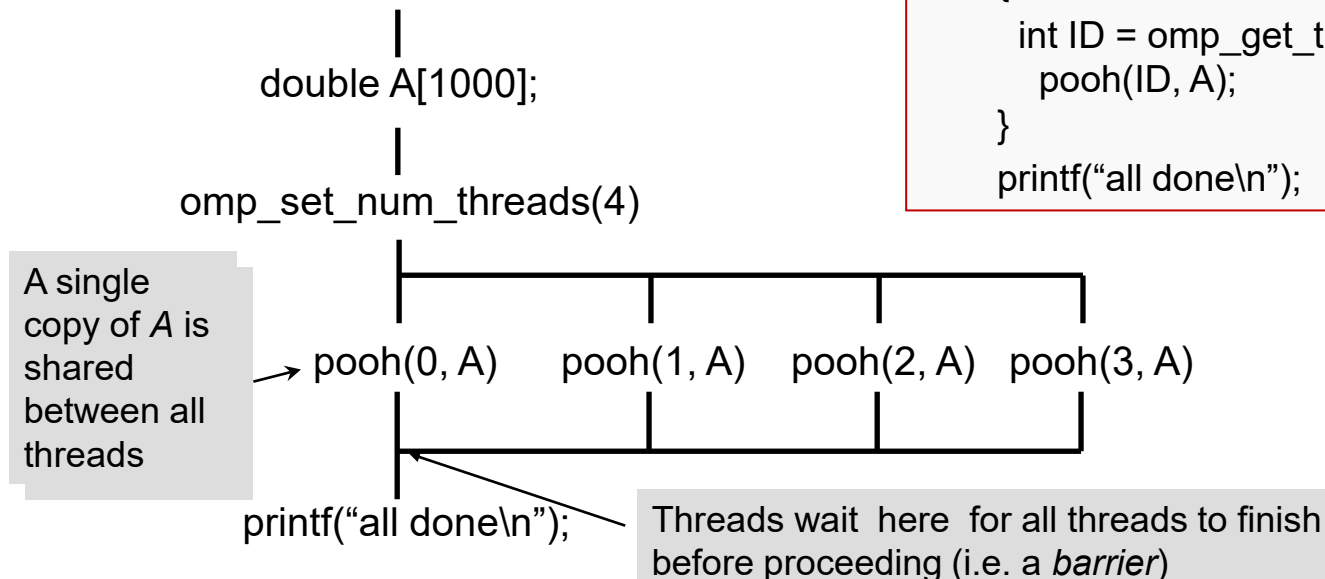 {
int ID = omp_get_t
pooh(ID, A);
}
printf(“all done\n”);
double A[1000];
omp_set_num_threads(4)
A single
copy of A is
shared
between all
threads
pooh(0, A) pooh(1, A) pooh(2, A) pooh(3, A)
printf(“all done\n”);
Threads wait here for all threads to finish
before proceeding (i.e. a barrier)